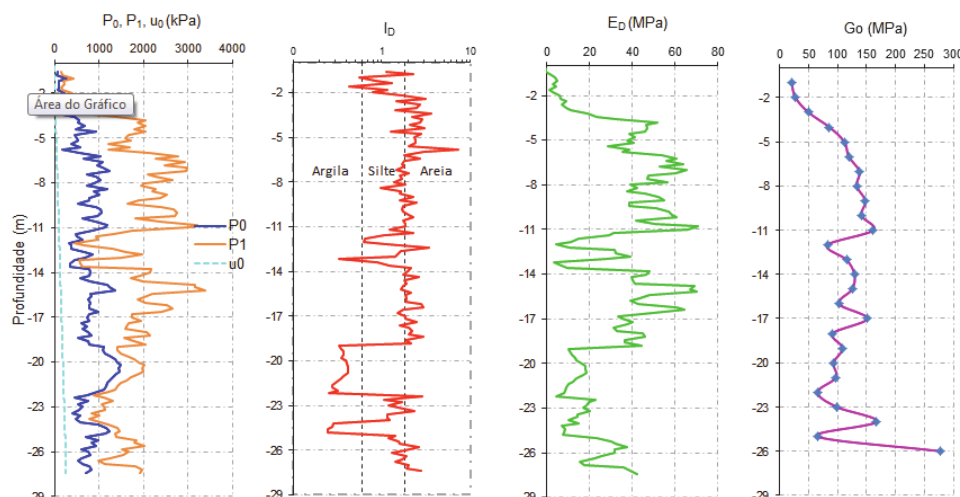 P0, P1, u0 (kPa)
0 1000 2000 3000 4000
Profundidade (m)
-2
-5
-8
-11
-14
-17
-20
-23
-26
-29
Área do Gráfico
P0
P1
u0
ID
0 1 10
-2
-5
-8
-11
-14
-17
-20
-23
-26
-29
Argila Silte Areia
ED (MPa)
0 20 40 60 80
-2
-5
-8
-11
-14
-17
-20
-23
-26
-29
Go (MPa)
0 50 100 150 200 250 300
-2
-5
-8
-11
-14
-17
-20
-23
-26
-29